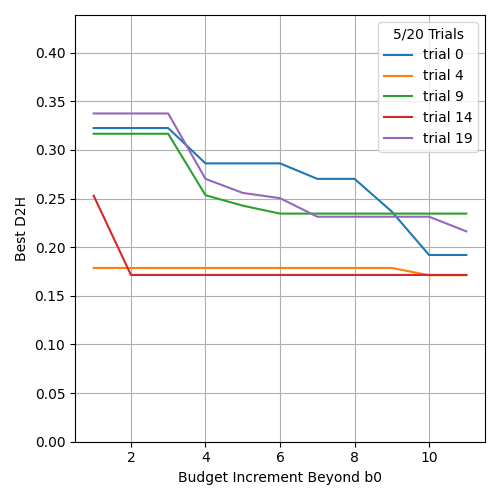 5/20 Trials
trial 0
trial 4
trial 9
trial 14
trial 19
Best D2H
0.40
0.35
0.30
0.25
0.20
0.15
0.10
0.05
0.00
2 4 6 8 10
Budget Increment Beyond b0